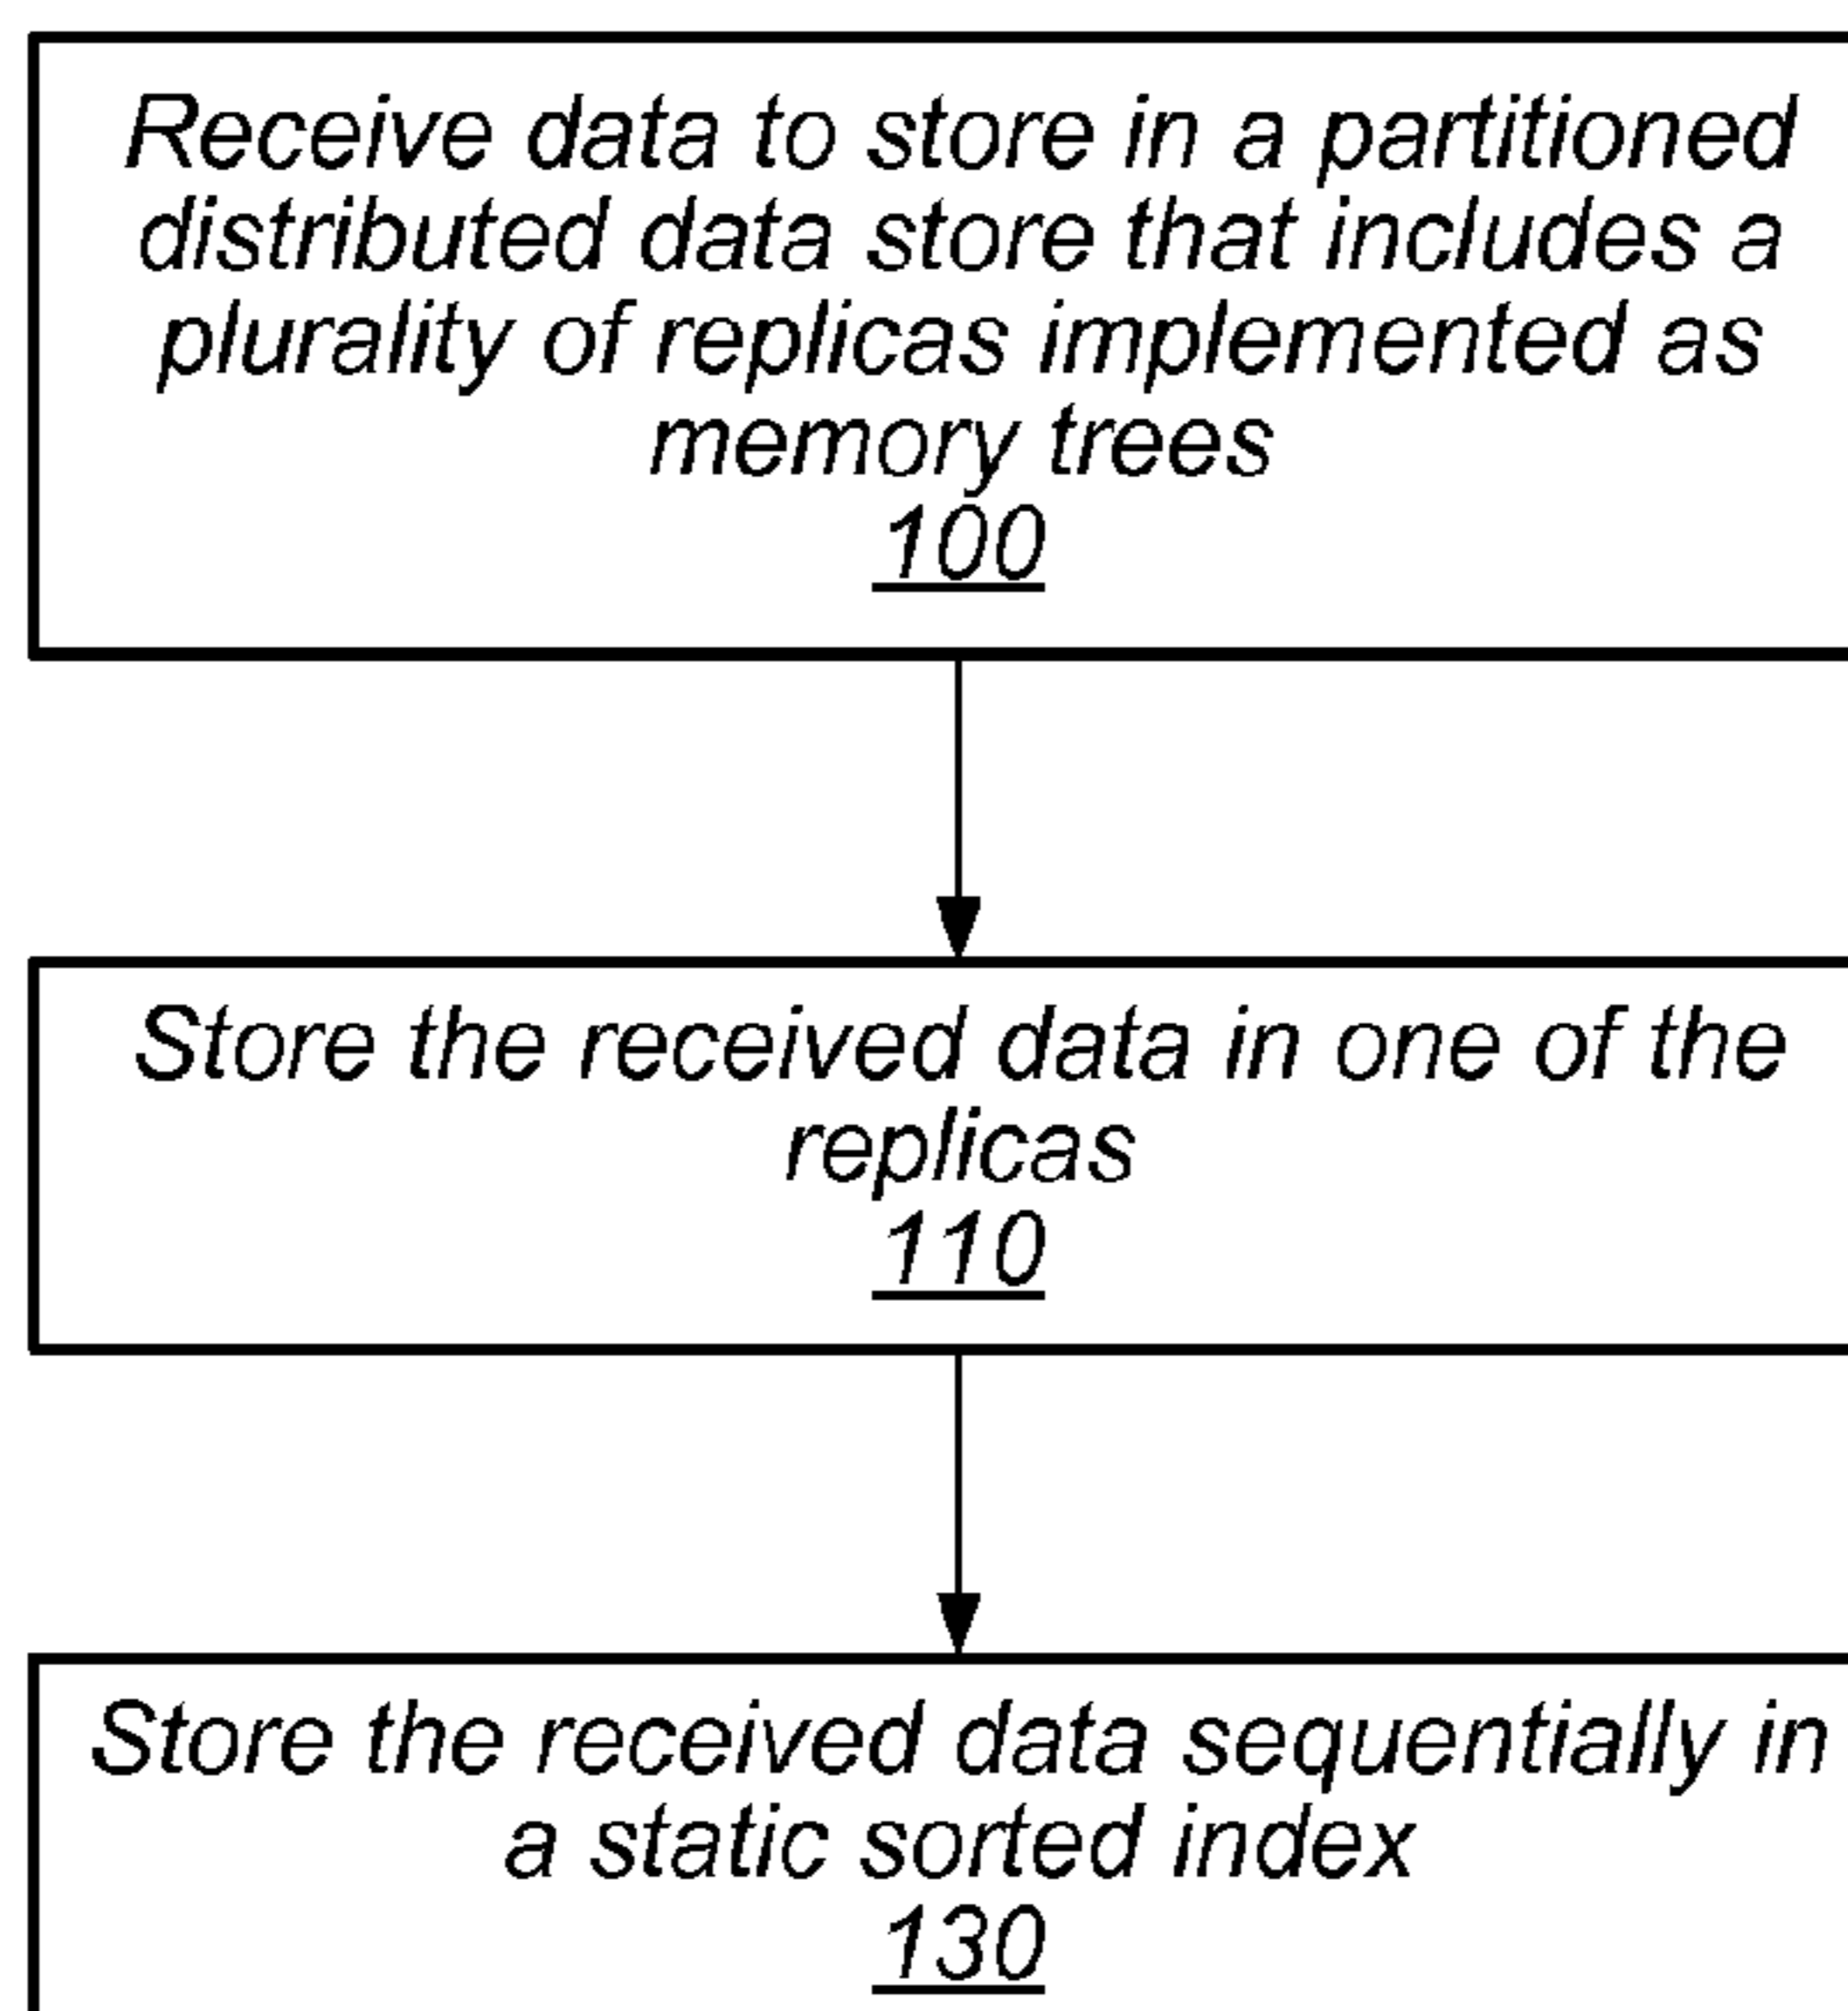 Receive data to store in a partitioned
distributed data store that includes a
plurality of replicas implemented as
memory trees
100
Store the received data in one of the
replicas
110
Store the received data sequentially in
a static sorted index
130